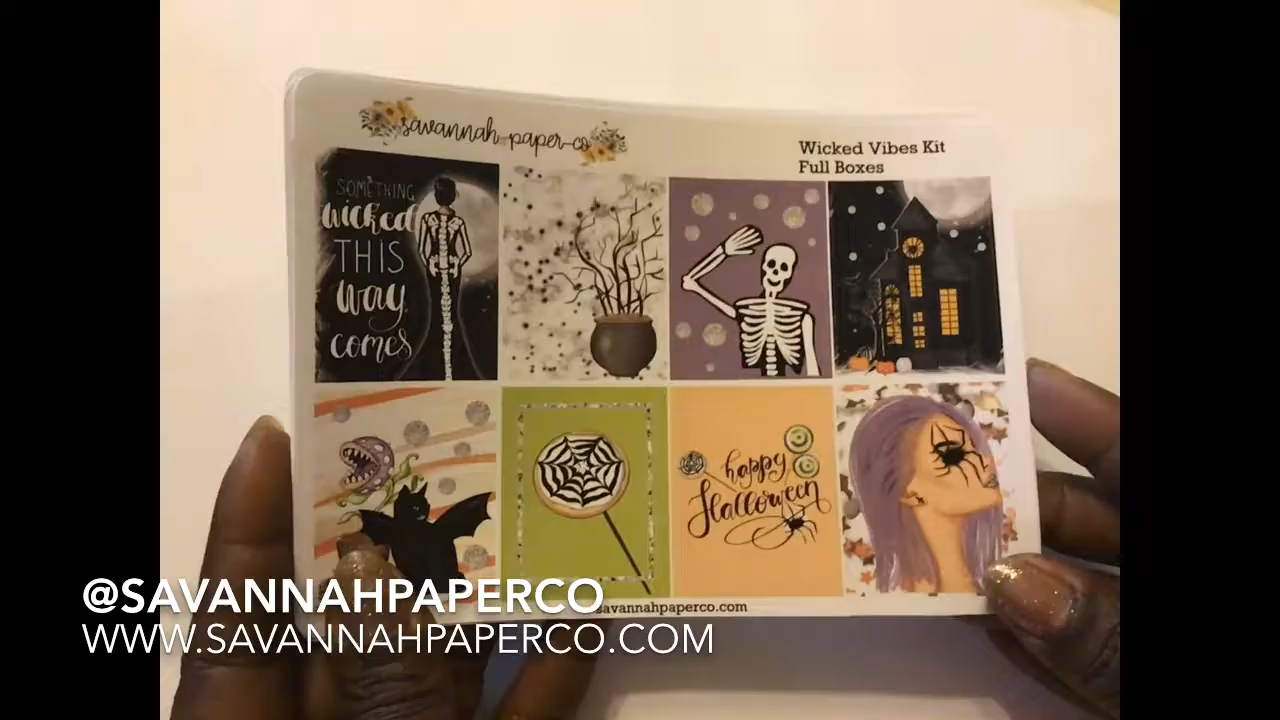 savannah-paper-co
Wicked Vibes Kit
Full Boxes
SOMETHING
wicked
THIS
way
comes
happy
Halloween
savannahpaperco.com
@SAVANNAHPAPERCO
WWW.SAVANNAHPAPERCO.COM